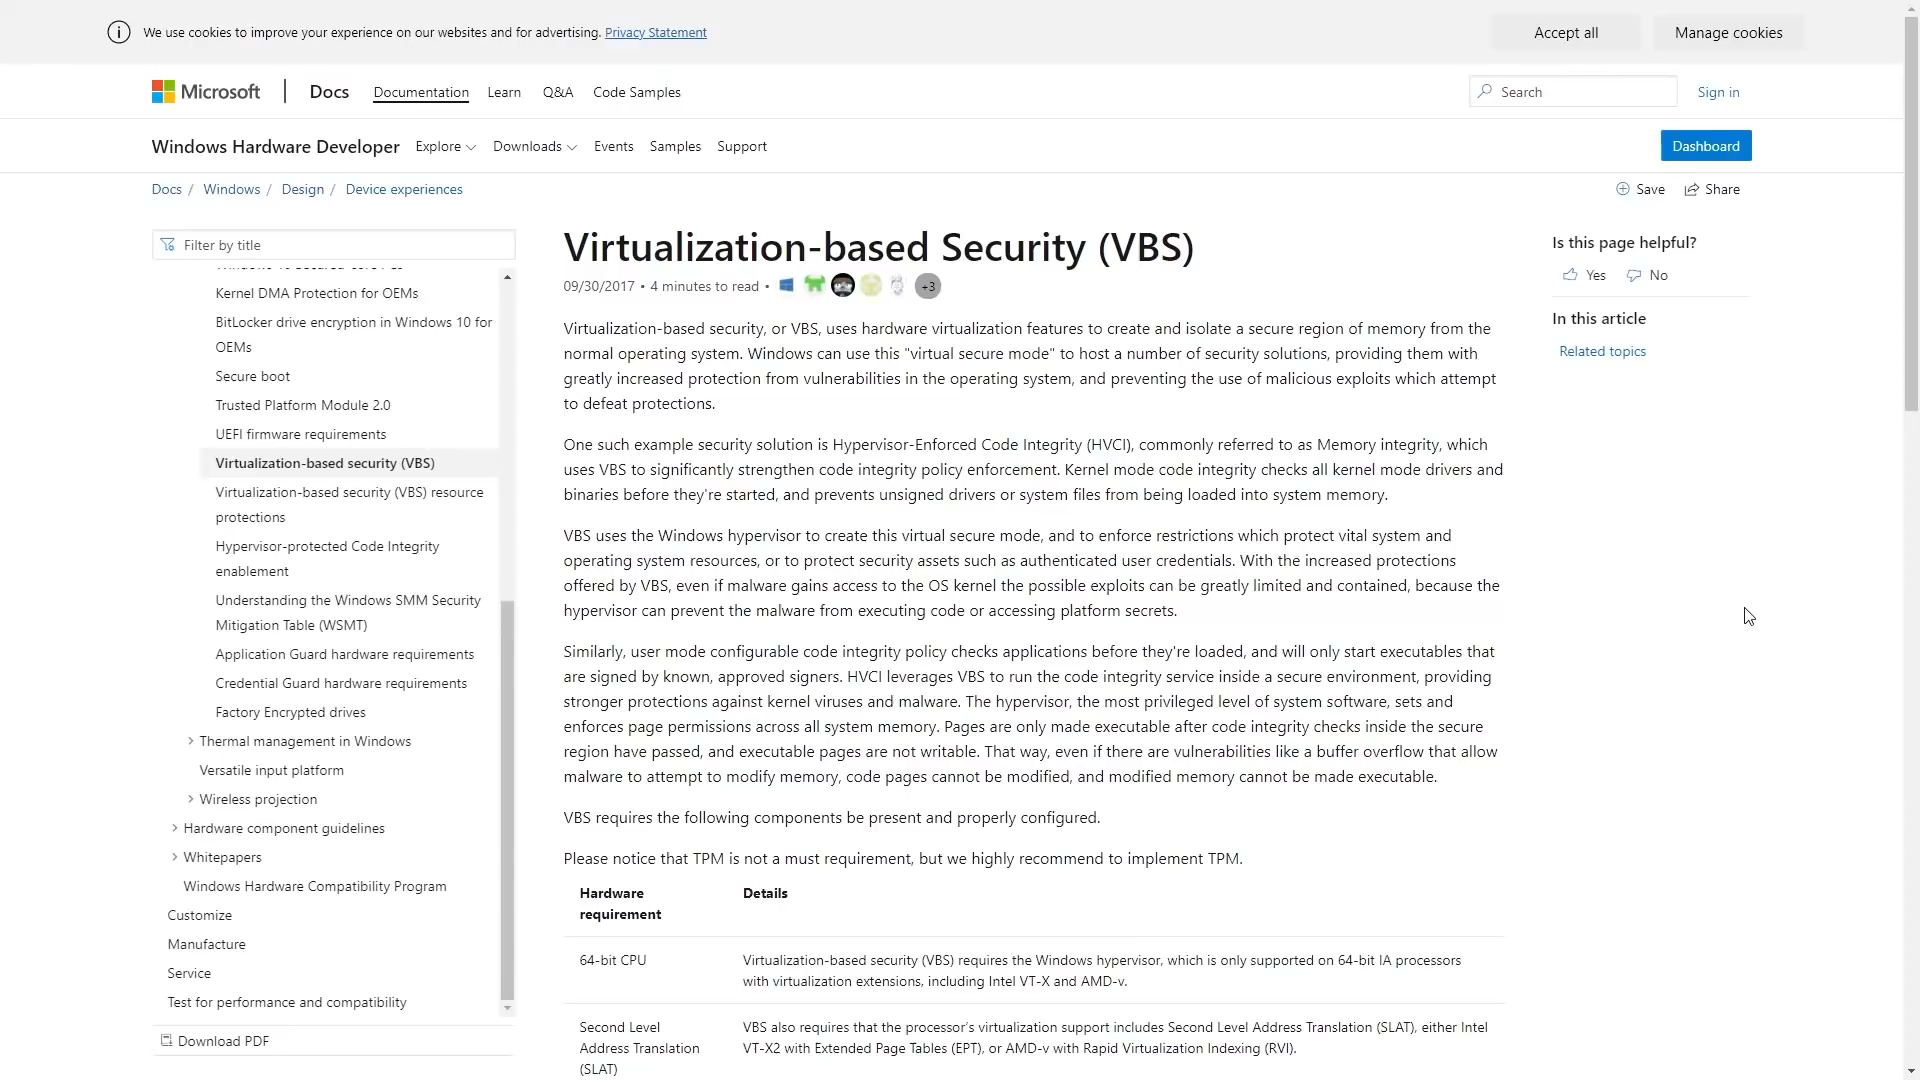 We use cookies to improve your experience on our websites and for advertising. Privacy Statement
Accept all
Manage cookies
Microsoft
Docs
Documentation
Learn
Q&A
Code Samples
Search
Sign in
Windows Hardware Developer
Explore
Downloads
Events
Samples
Support
Dashboard
Docs / Windows / Design / Device experiences
Save
Share
Filter by title
Kernel DMA Protection for OEMs
BitLocker drive encryption in Windows 10 for
OEMs
Secure boot
Trusted Platform Module 2.0
UEFI firmware requirements
Virtualization-based security (VBS)
Virtualization-based security (VBS) resource
protections
Hypervisor-protected Code Integrity
enablement
Understanding the Windows SMM Security
Mitigation Table (WSMT)
Application Guard hardware requirements
Credential Guard hardware requirements
Factory Encrypted drives
Thermal management in Windows
Versatile input platform
Wireless projection
Hardware component guidelines
Whitepapers
Windows Hardware Compatibility Program
Customize
Manufacture
Service
Test for performance and compatibility
Download PDF
Virtualization-based Security (VBS)
09/30/2017 • 4 minutes to read •
+3
Virtualization-based security, or VBS, uses hardware virtualization features to create and isolate a secure region of memory from the
normal operating system. Windows can use this "virtual secure mode" to host a number of security solutions, providing them with
greatly increased protection from vulnerabilities in the operating system, and preventing the use of malicious exploits which attempt
to defeat protections.
One such example security solution is Hypervisor-Enforced Code Integrity (HVCI), commonly referred to as Memory integrity, which
uses VBS to significantly strengthen code integrity policy enforcement. Kernel mode code integrity checks all kernel mode drivers and
binaries before they're started, and prevents unsigned drivers or system files from being loaded into system memory.
VBS uses the Windows hypervisor to create this virtual secure mode, and to enforce restrictions which protect vital system and
operating system resources, or to protect security assets such as authenticated user credentials. With the increased protections
offered by VBS, even if malware gains access to the OS kernel the possible exploits can be greatly limited and contained, because the
hypervisor can prevent the malware from executing code or accessing platform secrets.
Similarly, user mode configurable code integrity policy checks applications before they're loaded, and will only start executables that
are signed by known, approved signers. HVCI leverages VBS to run the code integrity service inside a secure environment, providing
stronger protections against kernel viruses and malware. The hypervisor, the most privileged level of system software, sets and
enforces page permissions across all system memory. Pages are only made executable after code integrity checks inside the secure
region have passed, and executable pages are not writable. That way, even if there are vulnerabilities like a buffer overflow that allow
malware to attempt to modify memory, code pages cannot be modified, and modified memory cannot be made executable.
VBS requires the following components be present and properly configured.
Please notice that TPM is not a must requirement, but we highly recommend to implement TPM.
Hardware
requirement
Details
64-bit CPU
Virtualization-based security (VBS) requires the Windows hypervisor, which is only supported on 64-bit IA processors
with virtualization extensions, including Intel VT-X and AMD-v.
Second Level
Address Translation
(SLAT)
VBS also requires that the processor's virtualization support includes Second Level Address Translation (SLAT), either Intel
VT-X2 with Extended Page Tables (EPT), or AMD-v with Rapid Virtualization Indexing (RVI).
Is this page helpful?
Yes
No
In this article
Related topics